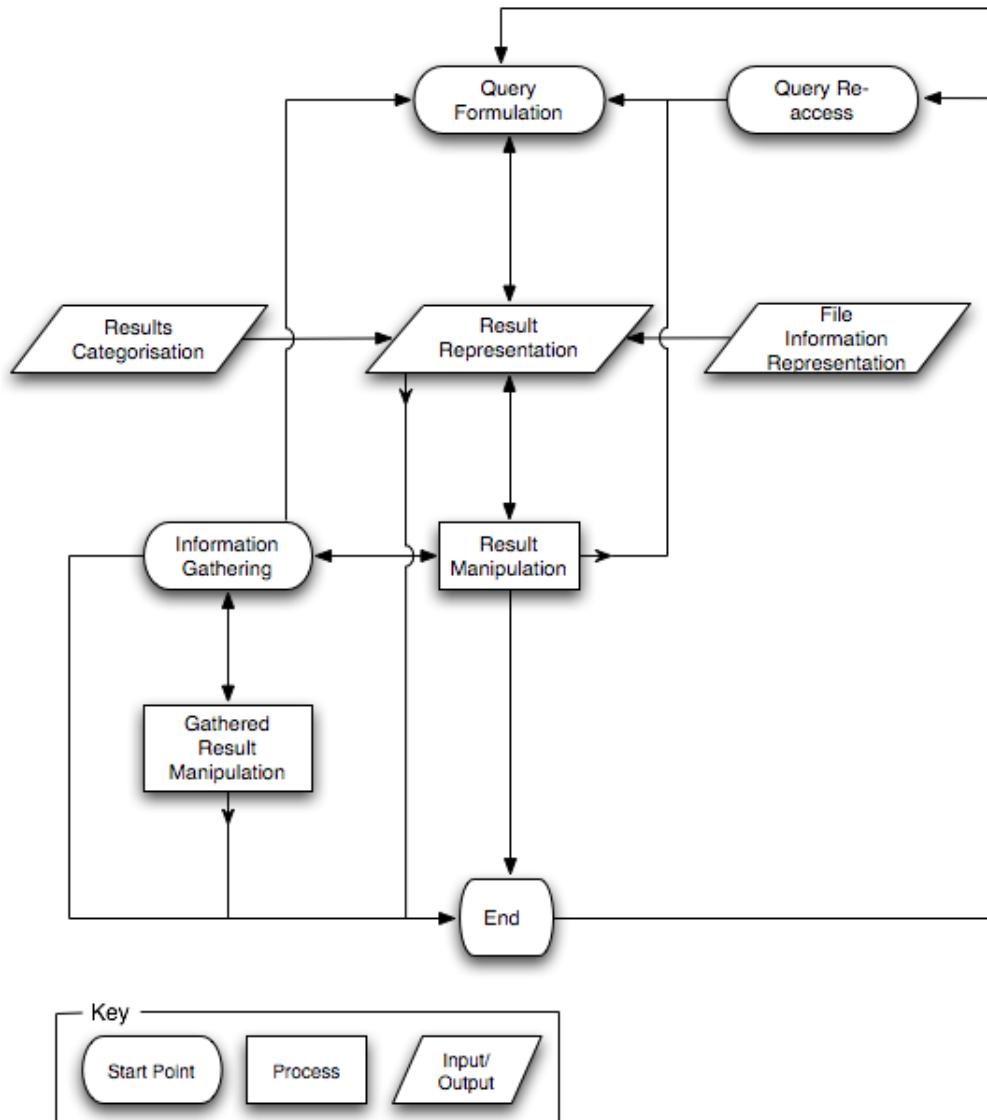 Query
Formulation
Query Re-
access
Results
Categorisation
Result
Representation
File
Information
Representation
Information
Gathering
Result
Manipulation
Gathered
Result
Manipulation
End
Key
Start Point
Process
Input/
Output